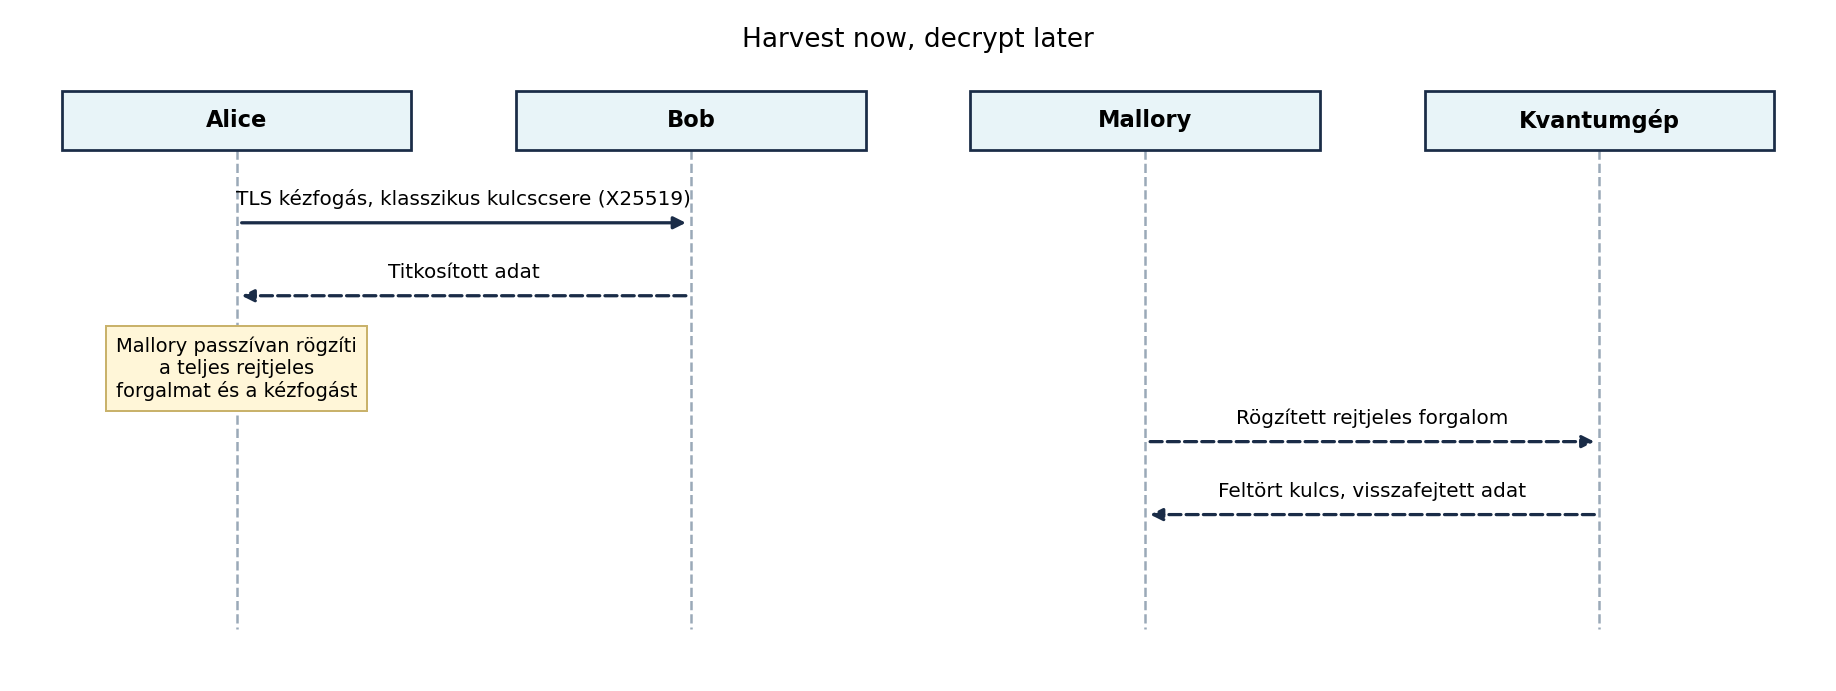 Harvest now, decrypt later
Alice
Bob
Mallory
Kvantumgép
TLS kézfogás, klasszikus kulcscsere (X25519)
Titkosított adat
Mallory passzívan rögzíti
a teljes rejtjeles
forgalmat és a kézfogást
Rögzített rejtjeles forgalom
Feltört kulcs, visszafejtett adat